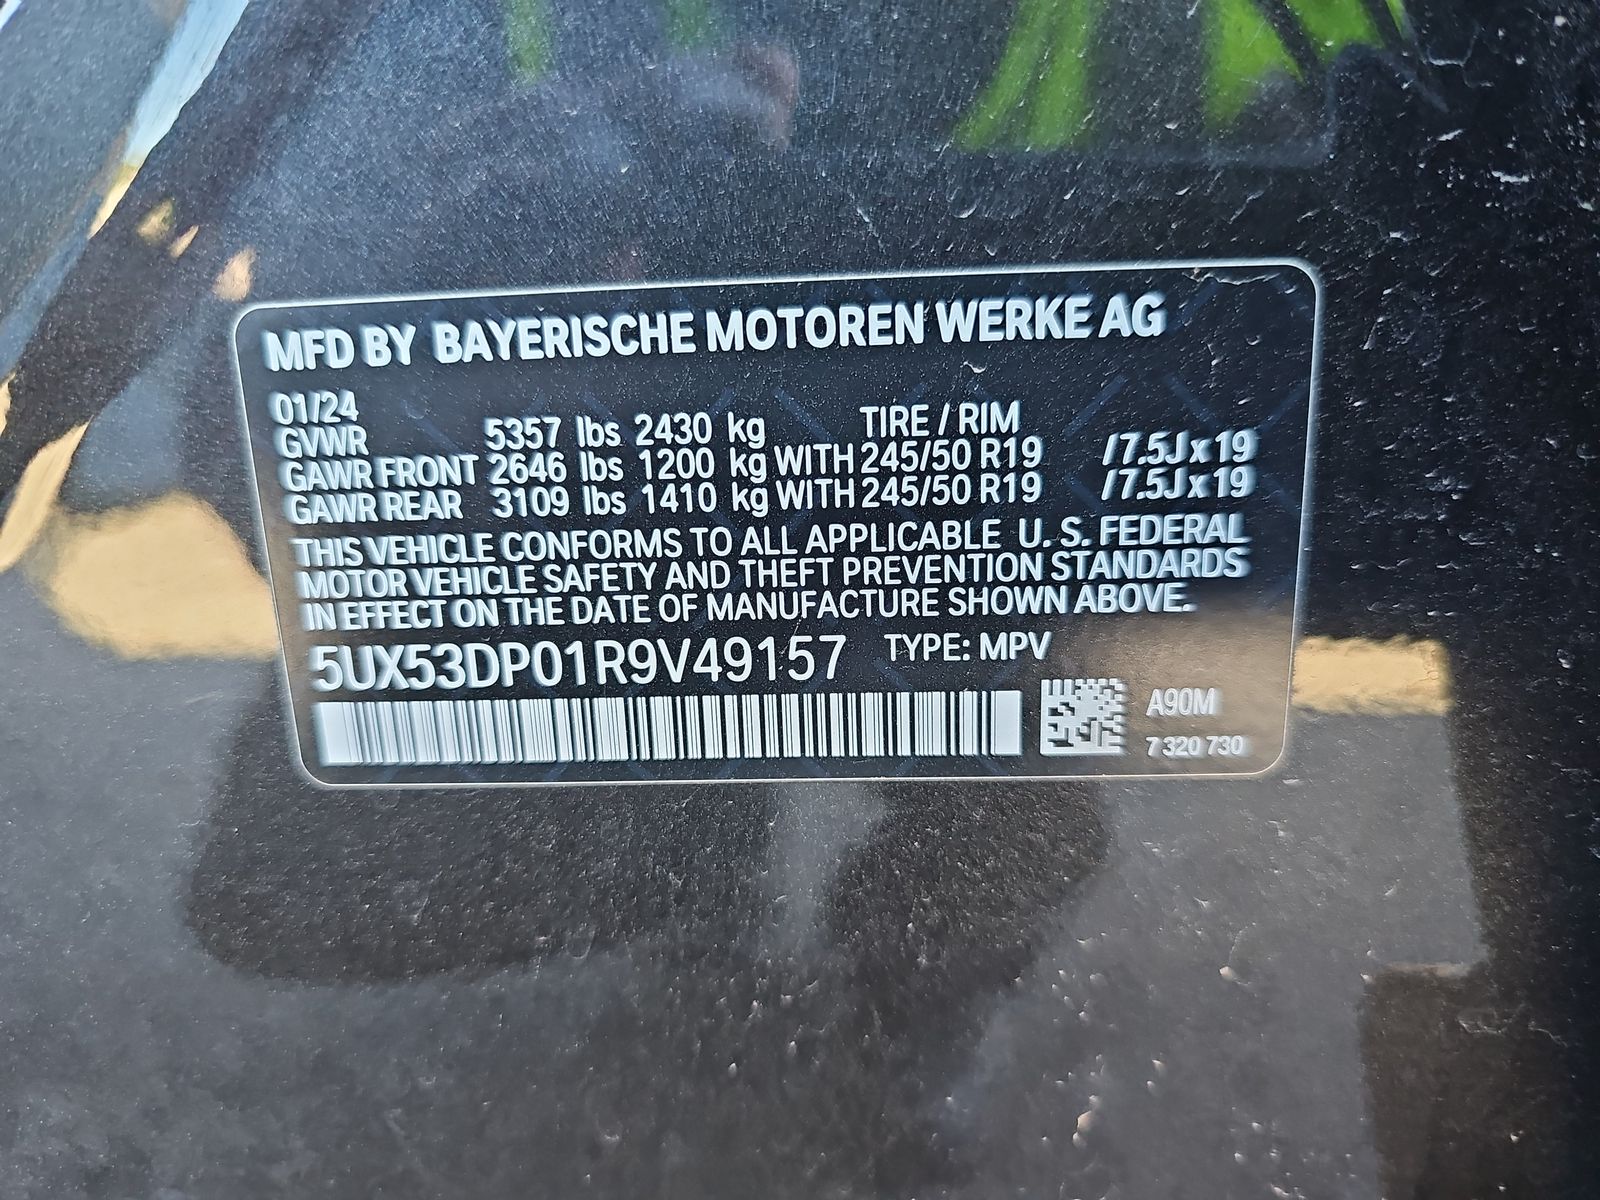 MFD BY BAYERISCHE MOTOREN WERKE AG
01/24 TIRE / RIM
GVWR 5357 lbs 2430 kg
GAWR FRONT 2646 lbs 1200 kg WITH 245/50 R19 /7.5J x 19
GAWR REAR 3109 lbs 1410 kg WITH 245/50 R19 /7.5J x 19
THIS VEHICLE CONFORMS TO ALL APPLICABLE U. S. FEDERAL
MOTOR VEHICLE SAFETY AND THEFT PREVENTION STANDARDS
IN EFFECT ON THE DATE OF MANUFACTURE SHOWN ABOVE.
5UX53DP01R9V49157 TYPE: MPV
A90M
7 320 730